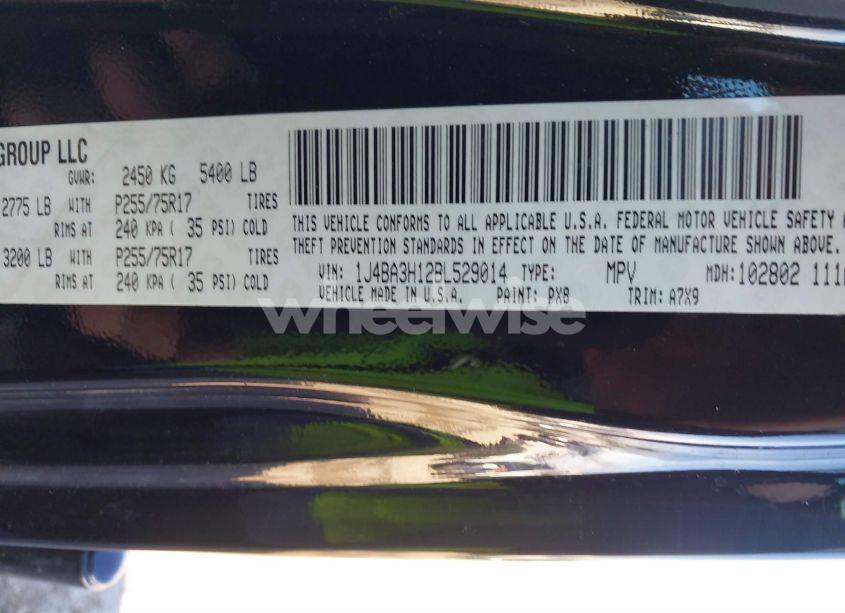 GROUP LLC
GVWR: 2450 KG 5400 LB
2775 LB WITH P255/75R17 TIRES
RIMS AT 240 KPA ( 35 PSI) COLD
3200 LB WITH P255/75R17 TIRES
RIMS AT 240 KPA ( 35 PSI) COLD
THIS VEHICLE CONFORMS TO ALL APPLICABLE U.S.A. FEDERAL MOTOR VEHICLE SAFETY
THEFT PREVENTION STANDARDS IN EFFECT ON THE DATE OF MANUFACTURE SHOWN ABOVE.
VIN: 1J4BA3H12BL529014 TYPE: MPV MDH: 102802 111
VEHICLE MADE IN U.S.A. PAINT: PX8 TRIM: A7X9
wheelwise